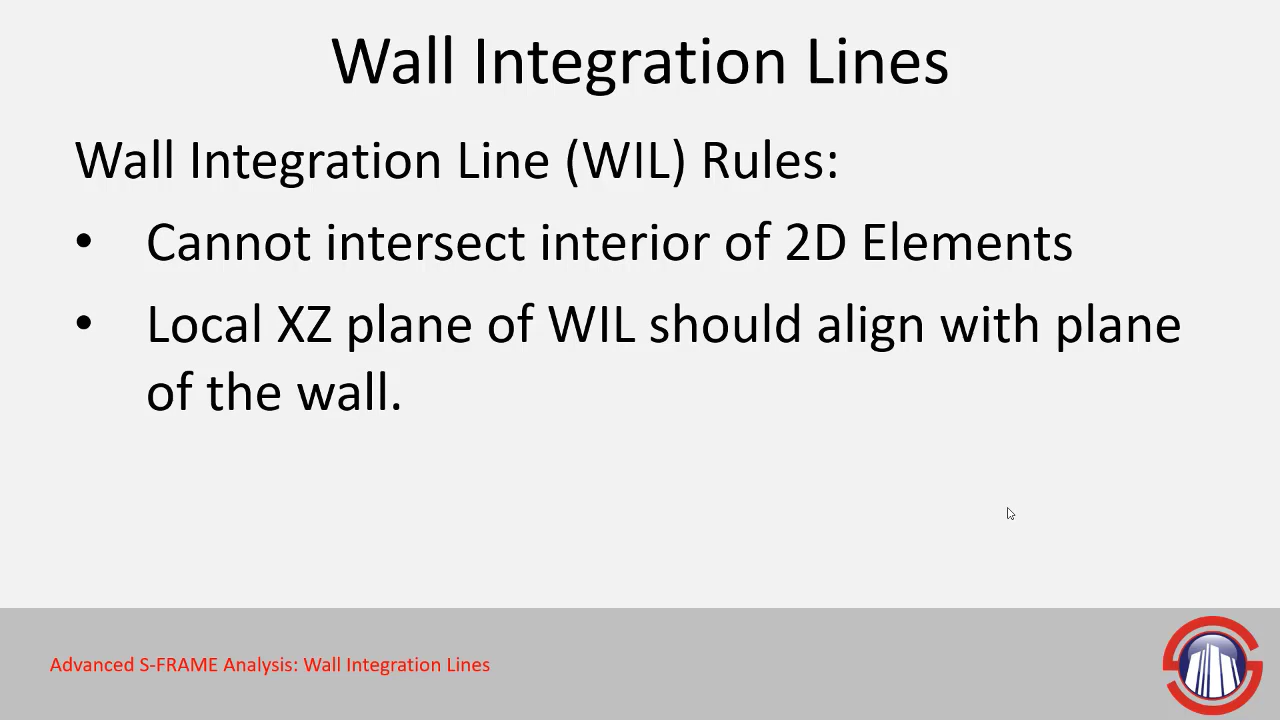 Wall Integration Lines
Wall Integration Line (WIL) Rules:
• Cannot intersect interior of 2D Elements
• Local XZ plane of WIL should align with plane
of the wall.
Advanced S-FRAME Analysis: Wall Integration Lines